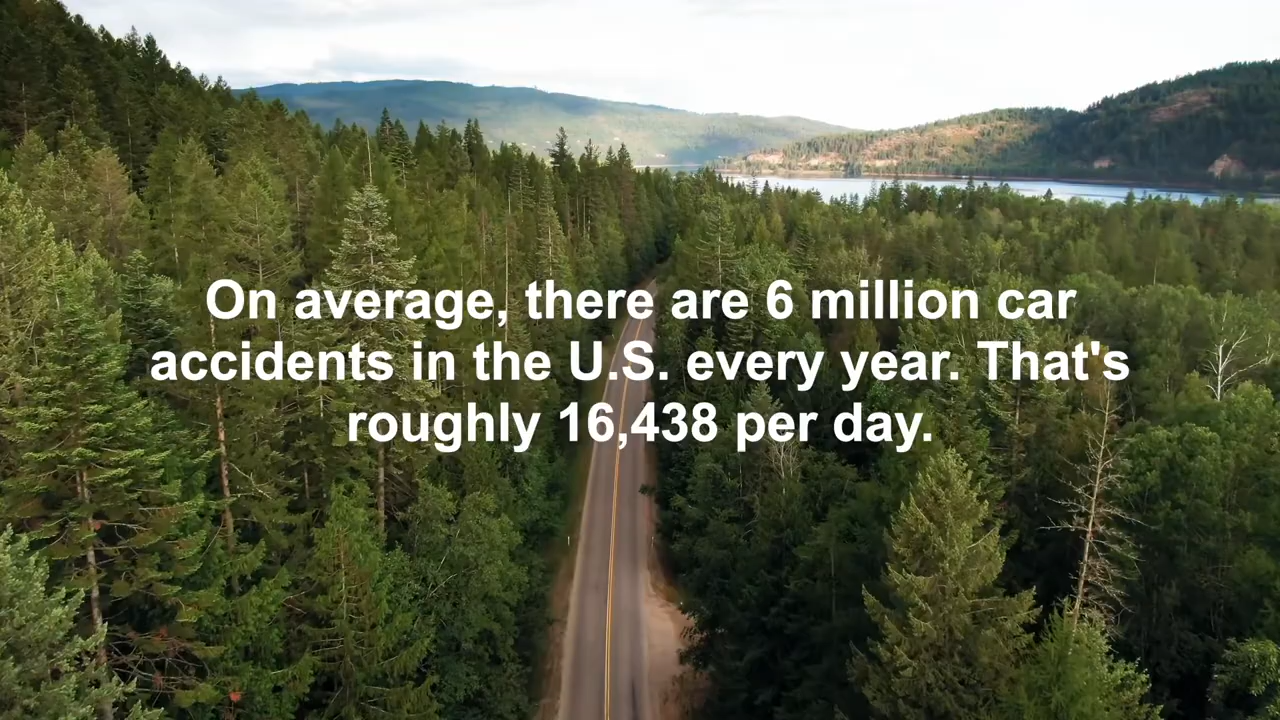 On average, there are 6 million car
accidents in the U.S. every year. That's
roughly 16,438 per day.